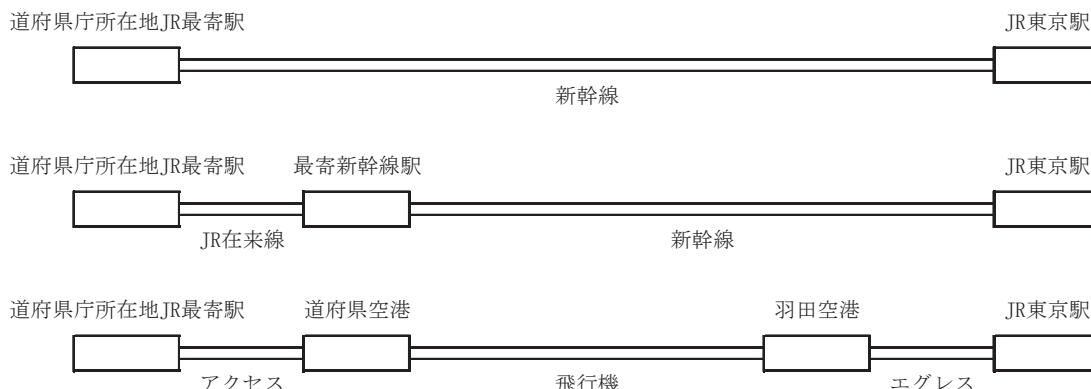 道府県庁所在地JR最寄駅 JR東京駅
新幹線
道府県庁所在地JR最寄駅 最寄新幹線駅 JR東京駅
JR在来線 新幹線
道府県庁所在地JR最寄駅 道府県空港 羽田空港 JR東京駅
アクセス 飛行機 エグレス